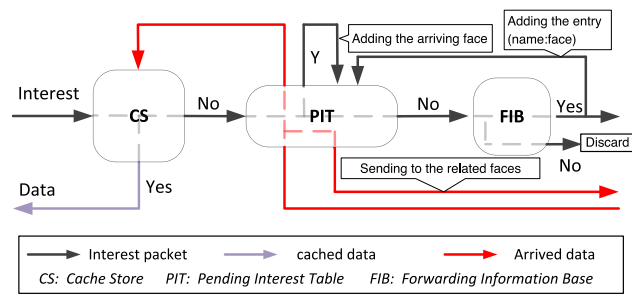 Adding the entry
(name:face)
Adding the arriving face
Y
Interest
CS
No
PIT
No
FIB
Yes
Discard
No
Sending to the related faces
Data
Yes
Interest packet
cached data
Arrived data
CS: Cache Store
PIT: Pending Interest Table
FIB: Forwarding Information Base